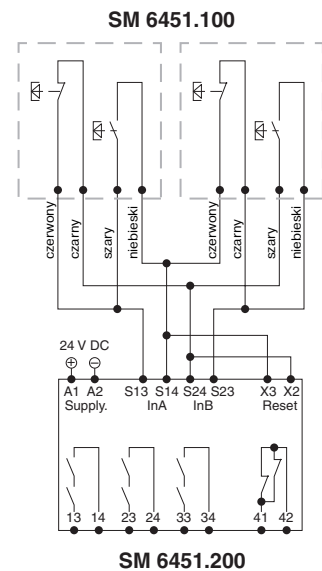 SM 6451.100
czerwony czarny szary niebieski czerwony czarny szary niebieski
24 V DC
+ −
A1 A2 S13 S14 S24 S23 X3 X2
Supply. InA InB Reset
13 14 23 24 33 34 41 42
SM 6451.200